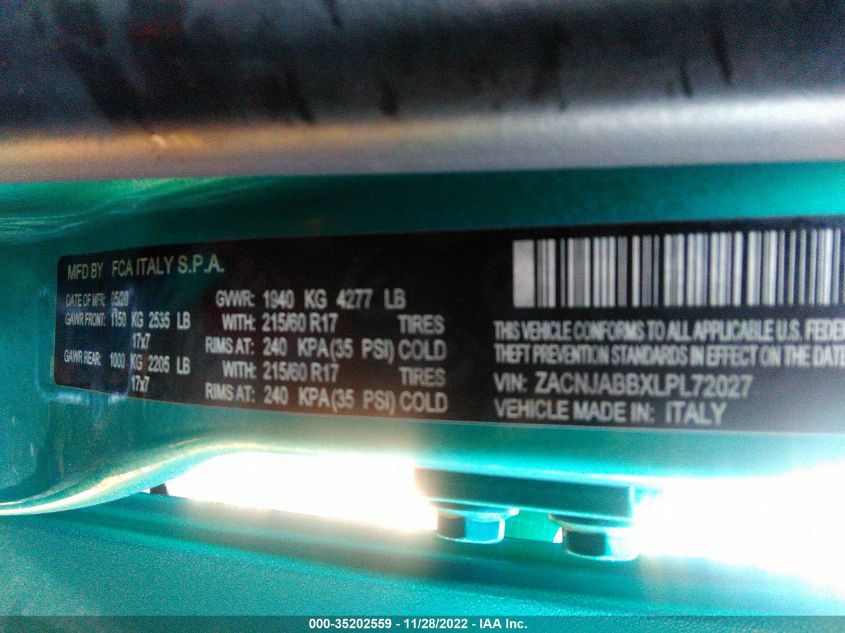 MFD BY FCA ITALY S.P.A.
DATE OF MFR: 05/20 GVWR: 1940 KG 4277 LB
GAWR FRONT: 1150 KG 2535 LB WITH: 215/60 R17 TIRES
17x7 RIMS AT: 240 KPA(35 PSI) COLD
GAWR REAR: 1000 KG 2205 LB WITH: 215/60 R17 TIRES
17x7 RIMS AT: 240 KPA(35 PSI) COLD
THIS VEHICLE CONFORMS TO ALL APPLICABLE U.S. FEDER
THEFT PREVENTION STANDARDS IN EFFECT ON THE DATE
VIN: ZACNJABBXLPL72027
VEHICLE MADE IN: ITALY
000-35202559 - 11/28/2022 - IAA Inc.